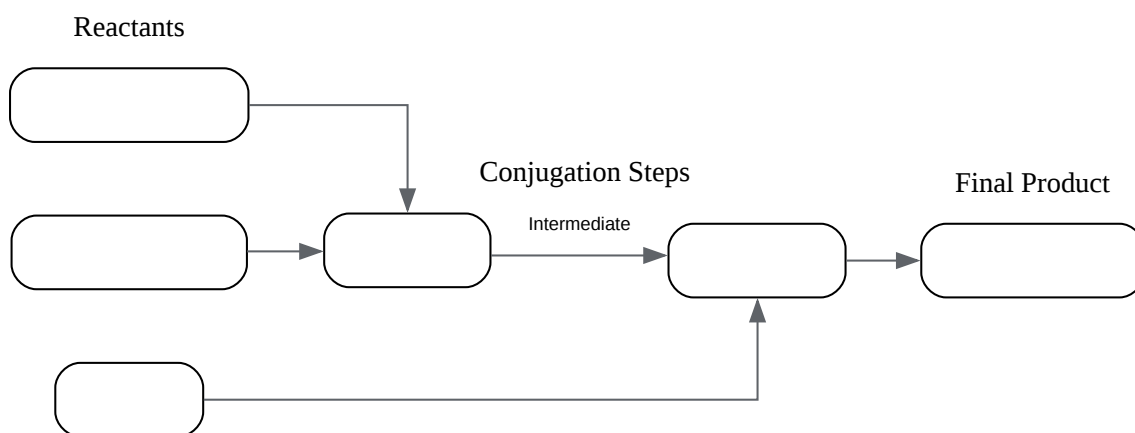 Reactants
Conjugation Steps
Final Product
Intermediate